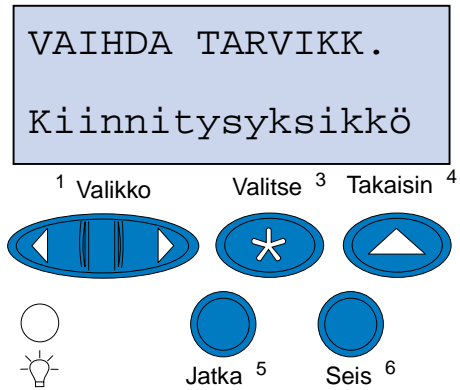 VAIHDA TARVIKK.
Kiinnitysyksikkö
1 Valikko Valitse 3 Takaisin 4
Jatka 5 Seis 6